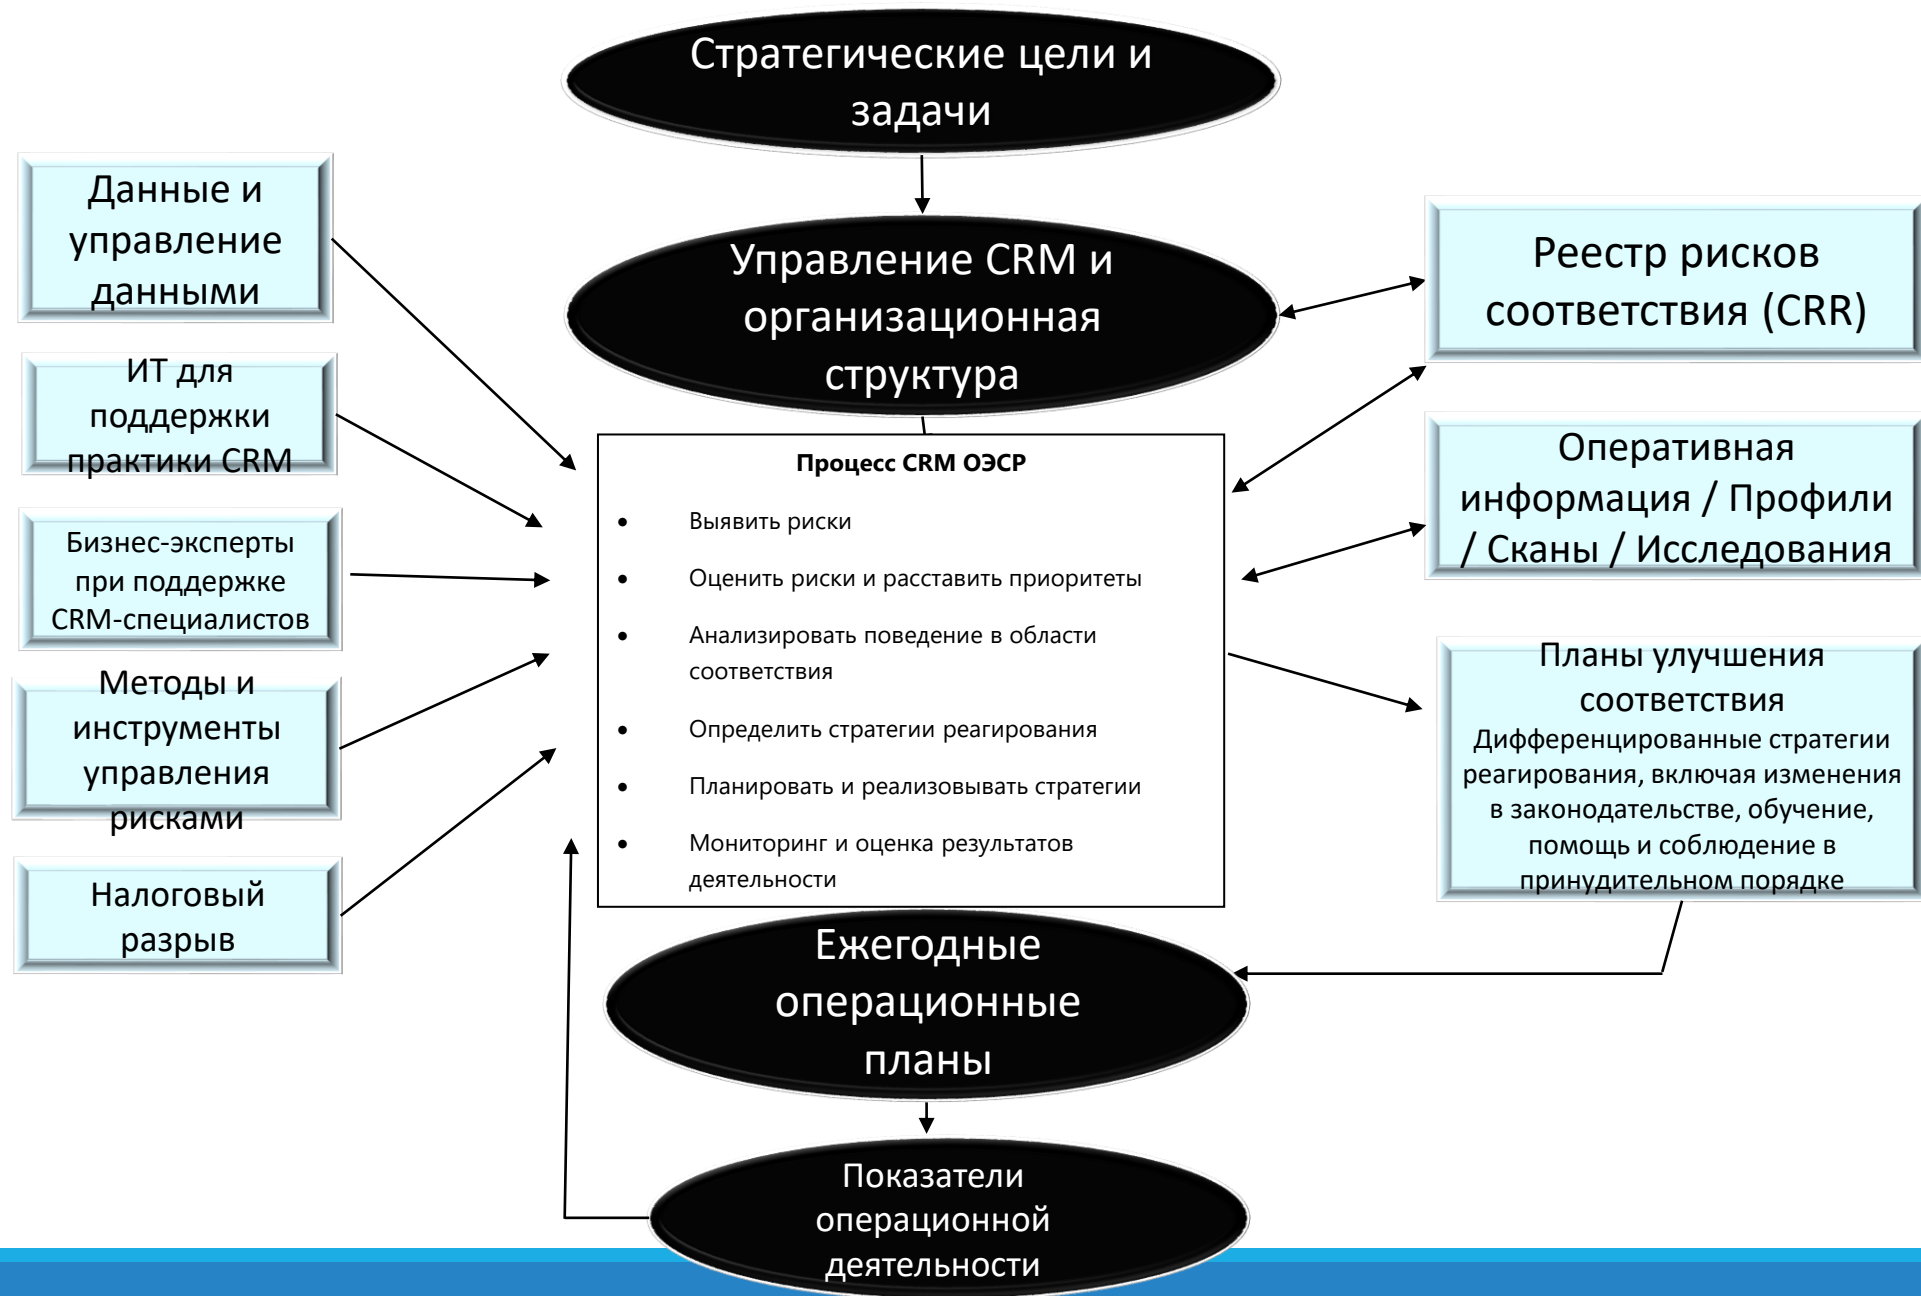 Стратегические цели и
задачи
Данные и
управление
данными
ИТ для
поддержки
практики CRM
Бизнес-эксперты
при поддержке
CRM-специалистов
Методы и
инструменты
управления
рисками
Налоговый
разрыв
Управление CRM и
организационная
структура
Процесс CRM ОЭСР
• Выявить риски
• Оценить риски и расставить приоритеты
• Анализировать поведение в области
соответствия
• Определить стратегии реагирования
• Планировать и реализовывать стратегии
• Мониторинг и оценка результатов
деятельности
Ежегодные
операционные
планы
Показатели
операционной
деятельности
Реестр рисков
соответствия (CRR)
Оперативная
информация / Профили
/ Сканы / Исследования
Планы улучшения
соответствия
Дифференцированные стратегии
реагирования, включая изменения
в законодательстве, обучение,
помощь и соблюдение в
принудительном порядке